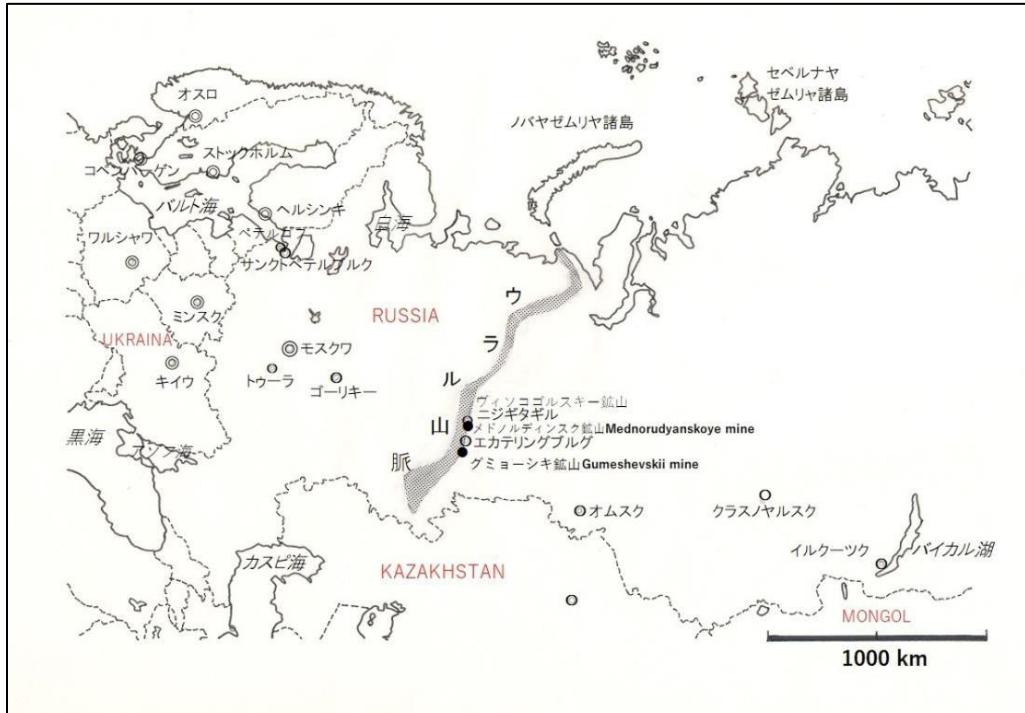 オスロ
セベルナヤ
ゼムリャ諸島
ノバヤゼムリヤ諸島
コペンハーゲン
ストックホルム
バルト海
ヘルシンキ
白海
ワルシャワ
サンクトペテルブルク
ミンスク
RUSSIA
UKRAINA
モスクワ
キイウ
トゥーラ
ゴーリキー
ウラル山脈
ヴィソコゴルスキー鉱山
ニジギタギル
メドノルディンスク鉱山Mednorudyanskoye mine
エカテリングブルグ
グミョーシキ鉱山Gumeshevskii mine
黒海
アゾフ海
オムスク
クラスノヤルスク
カスピ海
KAZAKHSTAN
イルクーツク
バイカル湖
MONGOL
1000 km